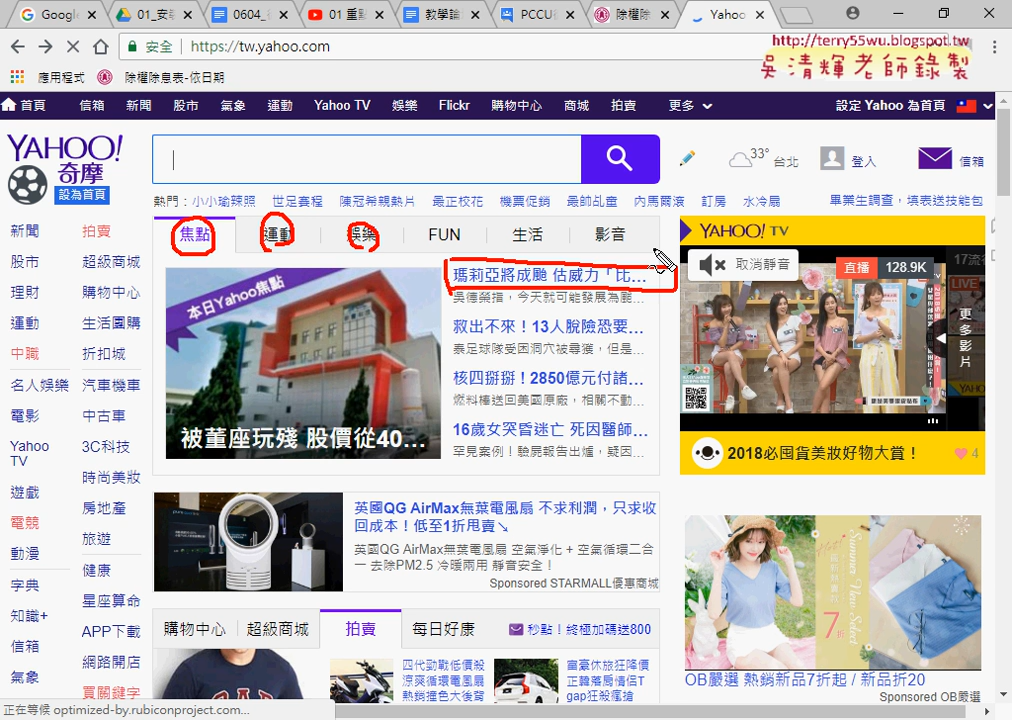 Google
01_安
0604_
01 重點
教學論
PCCU
除權除
Yahoo
安全 https://tw.yahoo.com
http://terry55wu.blogspot.tw
吳清輝老師錄製
應用程式 除權除息表-依日期
首頁 信箱 新聞 股市 氣象 運動 Yahoo TV 娛樂 Flickr 購物中心 商城 拍賣 更多 設定 Yahoo 為首頁
YAHOO!
奇摩
設為首頁
33° 台北 登入 信箱
熱門：小小瑜辣照 世足賽程 陳冠希親熱片 最正校花 機票促銷 最帥乩童 內馬爾滾 訂房 水冷扇 畢業生調查，填表送技能包
新聞 拍賣
股市 超級商城
理財 購物中心
運動 生活團購
中職 折扣城
名人娛樂 汽車機車
電影 中古車
Yahoo TV 3C科技
遊戲 時尚美妝
電競 房地產
動漫 旅遊
字典 健康
知識+ 星座算命
信箱 APP下載
氣象 網路開店
買賣關鍵字
焦點 運動 娛樂 FUN 生活 影音
本日Yahoo焦點
被董座玩殘 股價從40...
瑪莉亞將成颱 估威力「比...
吳德榮指，今天就可能發展為颱...
救出不來！13人脫險恐要...
泰足球隊受困洞穴被尋獲，但是...
核四掰掰！2850億元付諸...
燃料棒送回美國原廠，相關不動...
16歲女哭昏迷亡 死因醫師...
罕見案例！驗屍報告出爐，疑因...
YAHOO! TV
取消靜音
直播 128.9K
17流行
LIVE
更多影片
2018必囤貨美妝好物大賞！
4
英國QG AirMax無葉電風扇 不求利潤，只求收回成本！低至1折甩賣↘
英國QG AirMax無葉電風扇 空氣淨化 + 空氣循環二合一 去除PM2.5 冷暖兩用 靜音安全！
Sponsored STARMALL優惠商城
購物中心 超級商城 拍賣 每日好康 秒點！終極加碼送800
四代勁戰低價殺
涼爽循環電風扇
熱銷撞色大後背
富豪休旅狂降價
正韓落肩情侶T
gap狂殺瘋搶
7折
OB嚴選 熱銷新品7折起 / 新品折20
Sponsored OB嚴選
正在等候 optimized-by.rubiconproject.com...